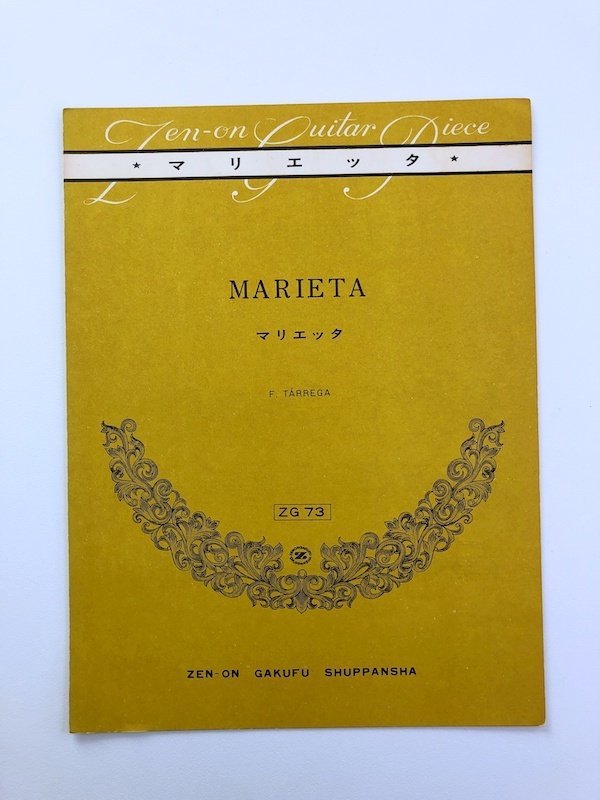 Zen-on Guitar Piece
★ マリエッタ ★
MARIETA
マリエッタ
F. TÁRREGA
ZG 73
Z
ZEN-ON GAKUFU SHUPPANSHA